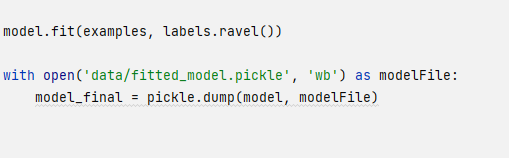 model.fit(examples, labels.ravel())
with open('data/fitted_model.pickle', 'wb') as modelFile:
    model_final = pickle.dump(model, modelFile)